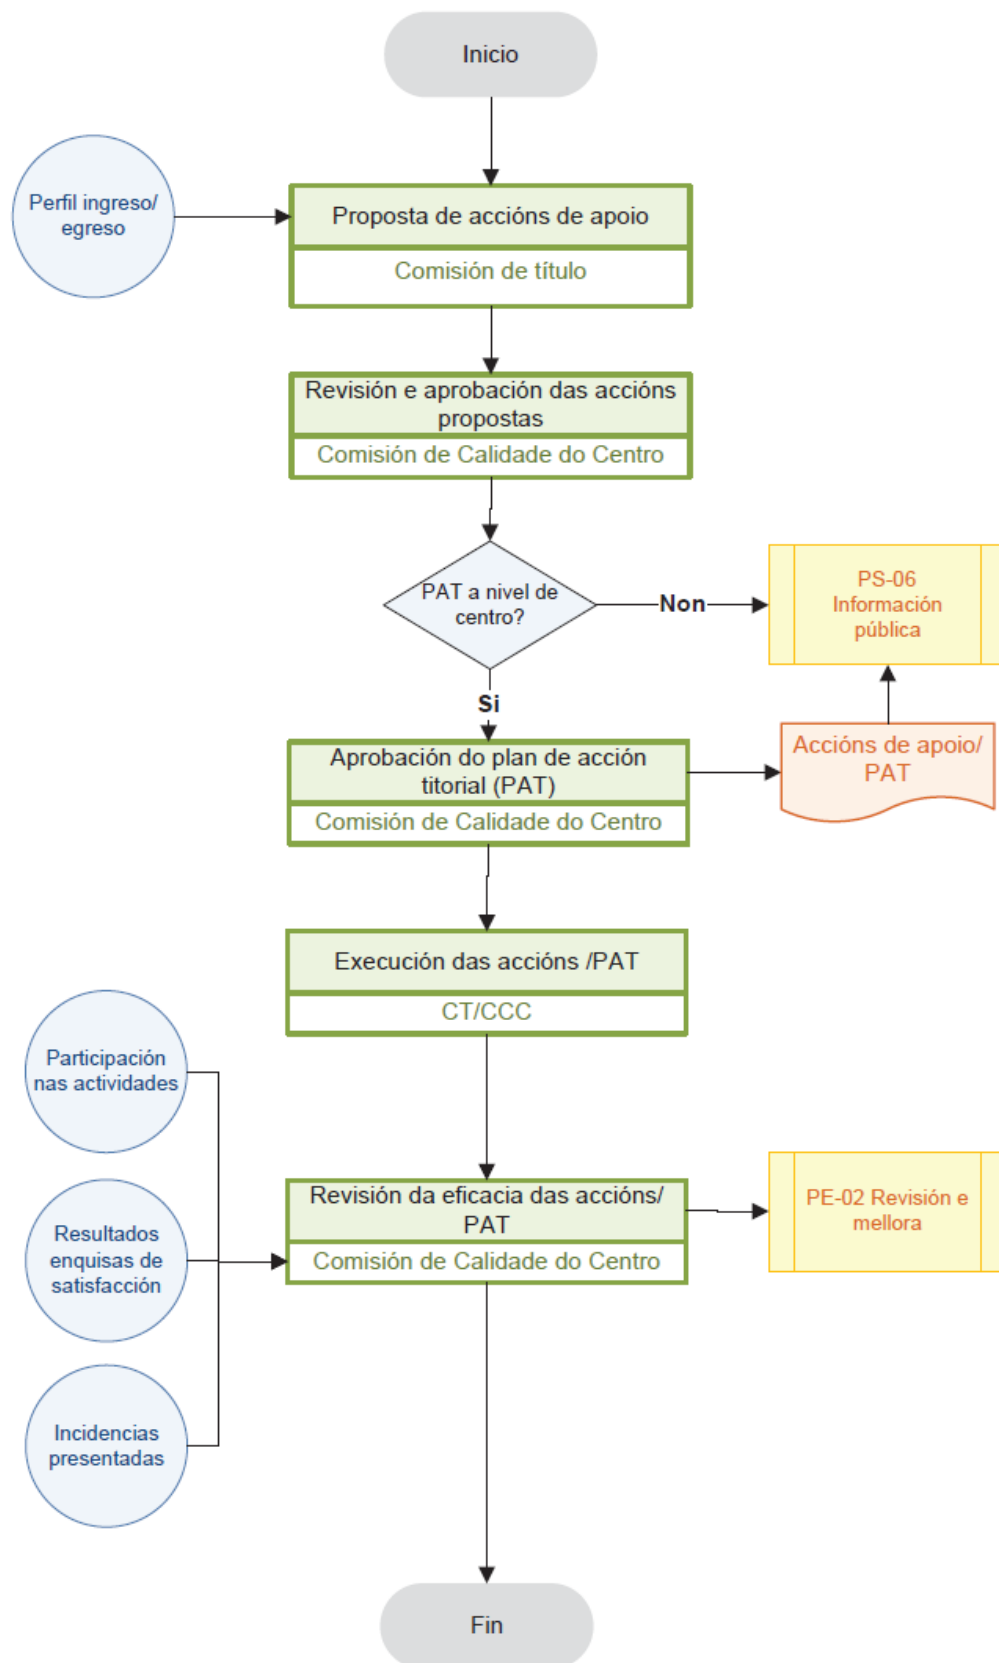 Inicio
Perfil ingreso/
egreso
Proposta de accións de apoio
Comisión de título
Revisión e aprobación das accións
propostas
Comisión de Calidade do Centro
PAT a nivel de
centro?
Non
PS-06
Información
pública
Si
Aprobación do plan de acción
titorial (PAT)
Comisión de Calidade do Centro
Accións de apoio/
PAT
Execución das accións /PAT
CT/CCC
Participación
nas actividades
Resultados
enquisas de
satisfacción
Incidencias
presentadas
Revisión da eficacia das accións/
PAT
Comisión de Calidade do Centro
PE-02 Revisión e
mellora
Fin